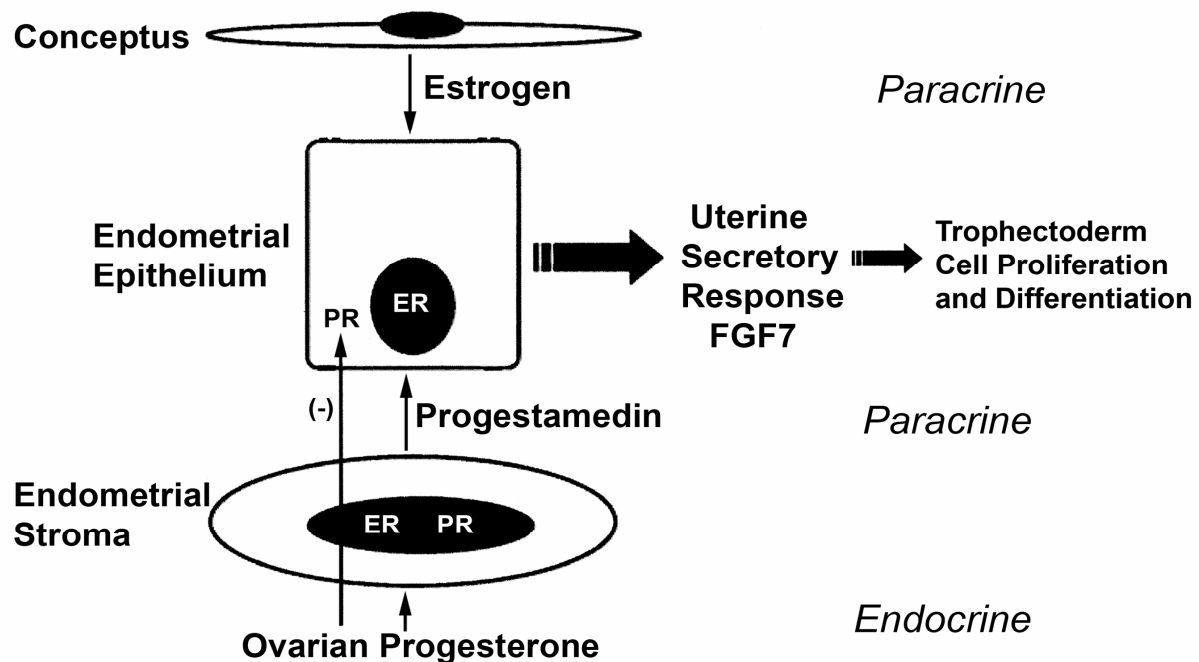 Conceptus
Estrogen
Paracrine
Endometrial
Epithelium
PR
ER
Uterine
Secretory
Response
FGF7
Trophectoderm
Cell Proliferation
and Differentiation
(-)
Progestamedin
Paracrine
Endometrial
Stroma
ER PR
Ovarian Progesterone
Endocrine